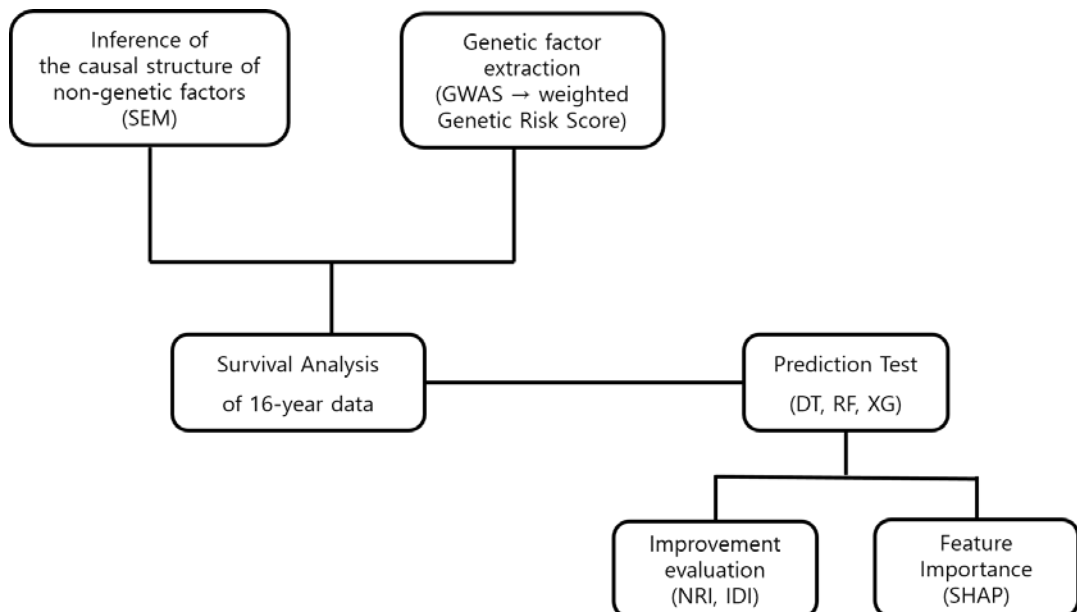 Inference of
the causal structure of
non-genetic factors
(SEM)
Genetic factor
extraction
(GWAS → weighted
Genetic Risk Score)
Survival Analysis
of 16-year data
Prediction Test
(DT, RF, XG)
Improvement
evaluation
(NRI, IDI)
Feature
Importance
(SHAP)